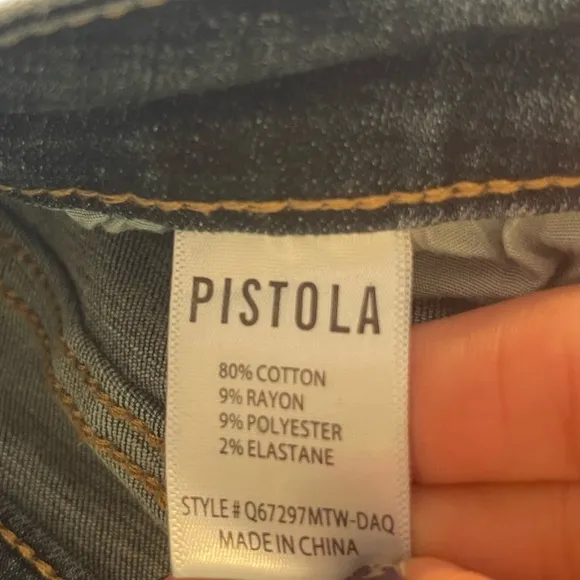 PISTOLA
80% COTTON
9% RAYON
9% POLYESTER
2% ELASTANE
STYLE# Q67297MTW-DAQ
MADE IN CHINA